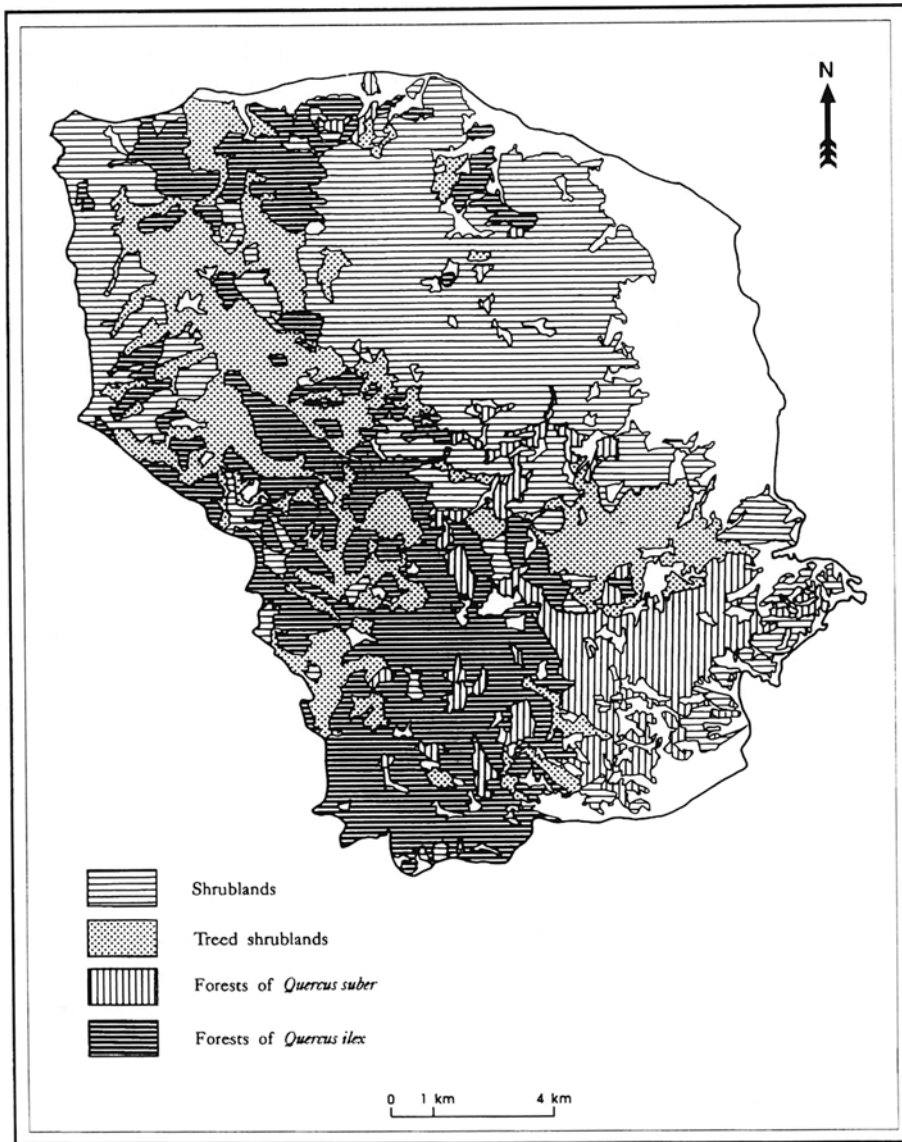 N
Shrublands
Treed shrublands
Forests of Quercus suber
Forests of Quercus ilex
0 1 km 4 km